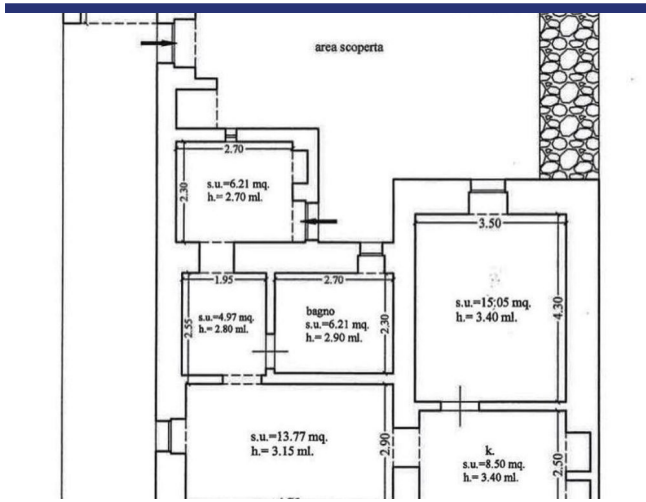 area scoperta
2.70
s.u.=6.21 mq.
h.= 2.70 ml.
2.30
3.50
1.95
2.70
s.u.=4.97 mq.
h.= 2.80 ml.
2.55
bagno
s.u.=6.21 mq.
h.= 2.90 ml.
2.30
s.u.=15,05 mq.
h.= 3.40 ml.
4.30
s.u.=13.77 mq.
h.= 3.15 ml.
2.90
k.
s.u.=8.50 mq.
h.= 3.40 ml.
2.50